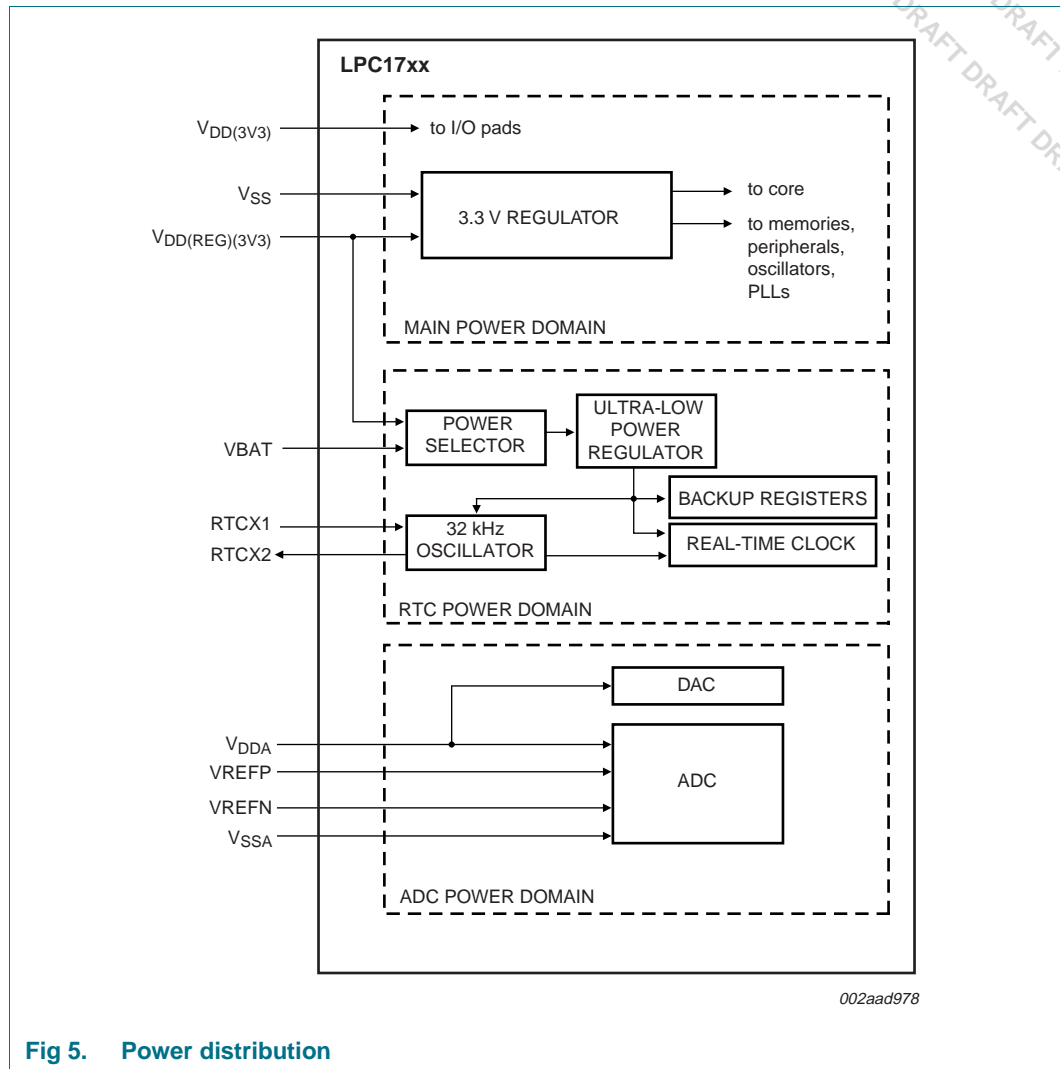 DRAFT DRAFT DRAFT DR
DRAFT
LPC17xx
VDD(3V3)
to I/O pads
VSS
3.3 V REGULATOR
to core
VDD(REG)(3V3)
to memories,
peripherals,
oscillators,
PLLs
MAIN POWER DOMAIN
VBAT
POWER
SELECTOR
ULTRA-LOW
POWER
REGULATOR
BACKUP REGISTERS
RTCX1
RTCX2
32 kHz
OSCILLATOR
REAL-TIME CLOCK
RTC POWER DOMAIN
DAC
VDDA
VREFP
VREFN
VSSA
ADC
ADC POWER DOMAIN
002aad978
Fig 5. Power distribution